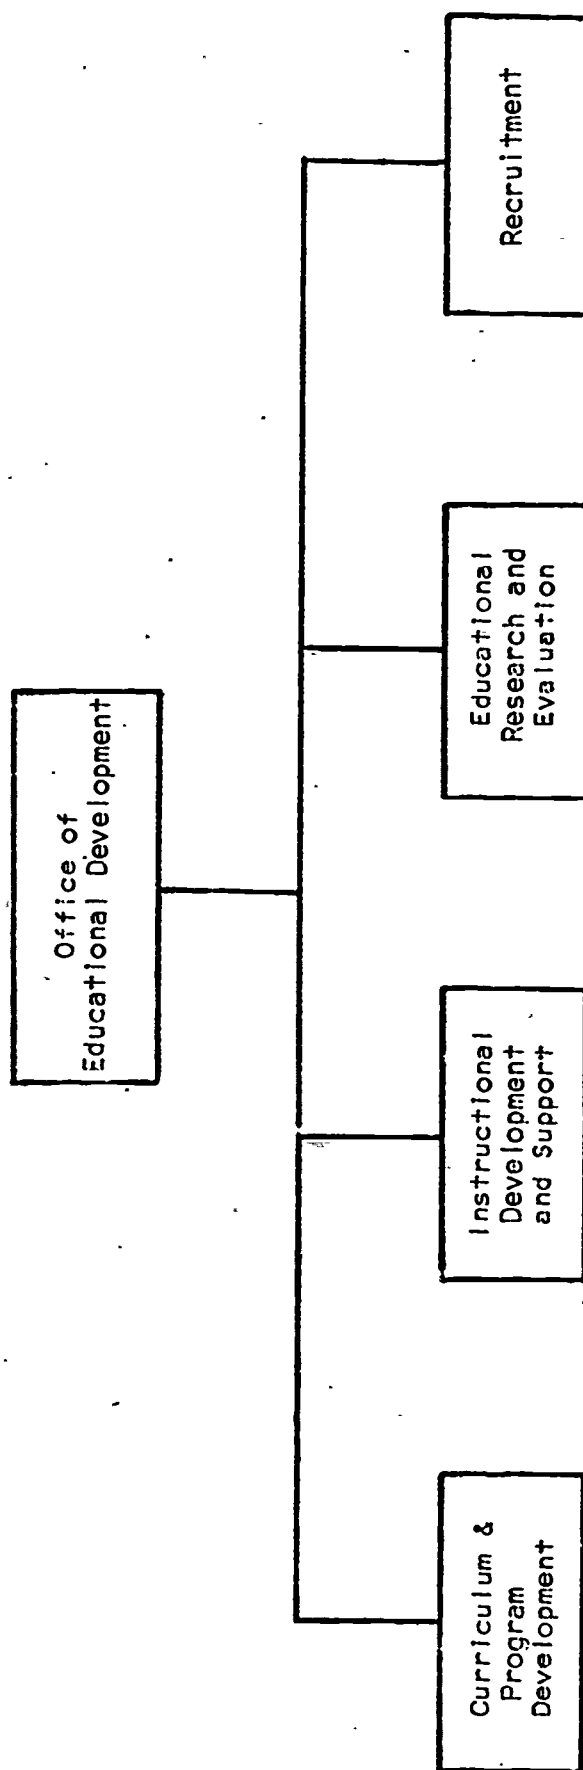 Office of
Educational Development
Curriculum &
Program
Development
Instructional
Development
and Support
Educational
Research and
Evaluation
Recruitment